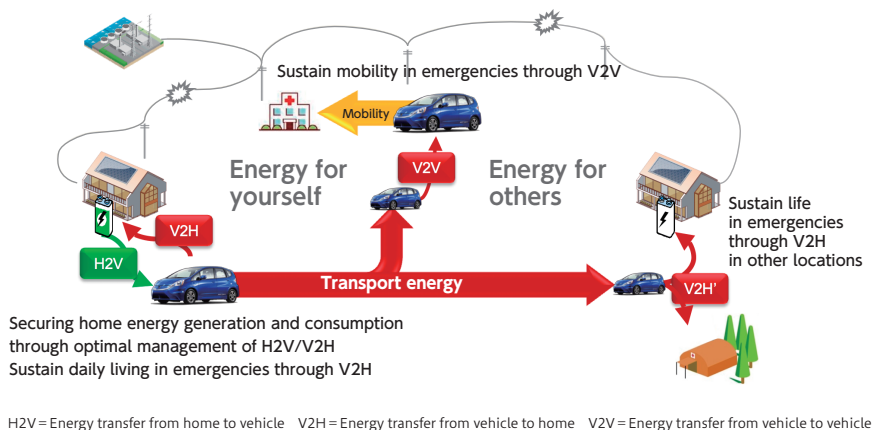 Sustain mobility in emergencies through V2V
Mobility
Energy for
yourself
V2V
Energy for
others
Sustain life
in emergencies
through V2H
in other locations
V2H
H2V
Transport energy
V2H'
Securing home energy generation and consumption
through optimal management of H2V/V2H
Sustain daily living in emergencies through V2H
H2V = Energy transfer from home to vehicle V2H = Energy transfer from vehicle to home V2V = Energy transfer from vehicle to vehicle